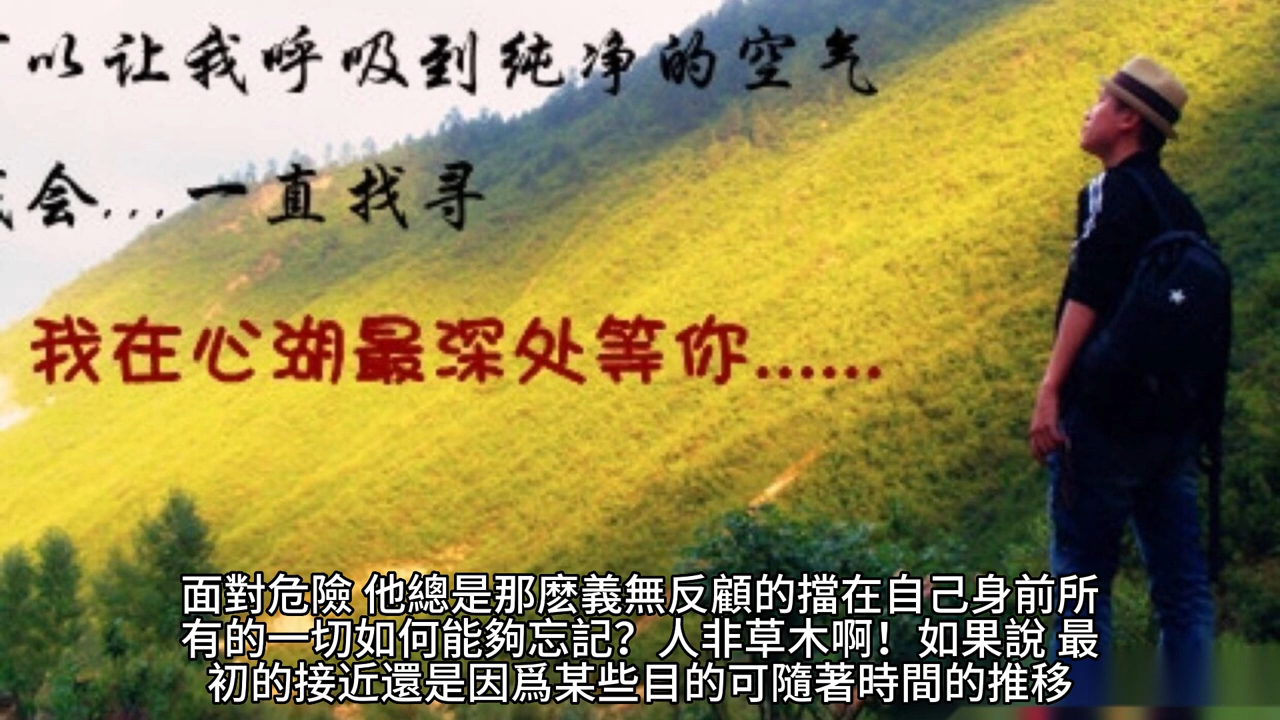 以让我呼吸到纯净的空气
会...一直找寻
我在心湖最深处等你......
面對危險 他總是那麽義無反顧的擋在自己身前所
有的一切如何能夠忘記？人非草木啊！如果說 最
初的接近還是因爲某些目的可隨著時間的推移